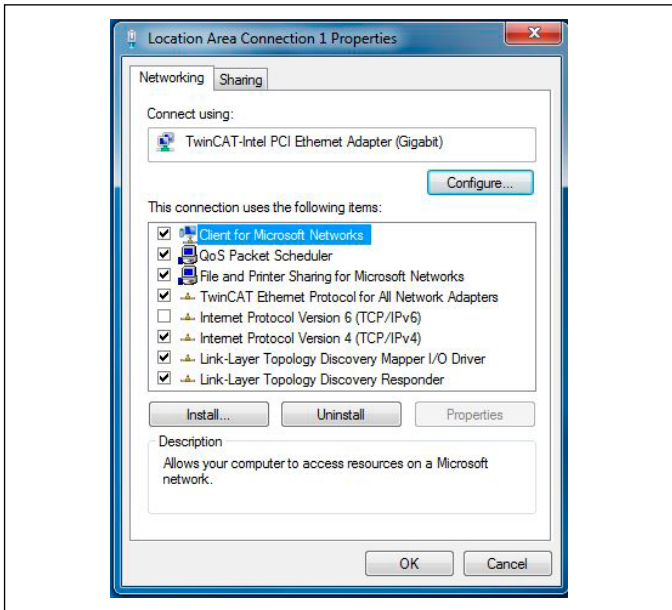 Location Area Connection 1 Properties
Networking
Sharing
Connect using:
TwinCAT-Intel PCI Ethernet Adapter (Gigabit)
Configure...
This connection uses the following items:
Client for Microsoft Networks
QoS Packet Scheduler
File and Printer Sharing for Microsoft Networks
TwinCAT Ethernet Protocol for All Network Adapters
Internet Protocol Version 6 (TCP/IPv6)
Internet Protocol Version 4 (TCP/IPv4)
Link-Layer Topology Discovery Mapper I/O Driver
Link-Layer Topology Discovery Responder
Install...
Uninstall
Properties
Description
Allows your computer to access resources on a Microsoft
network.
OK
Cancel